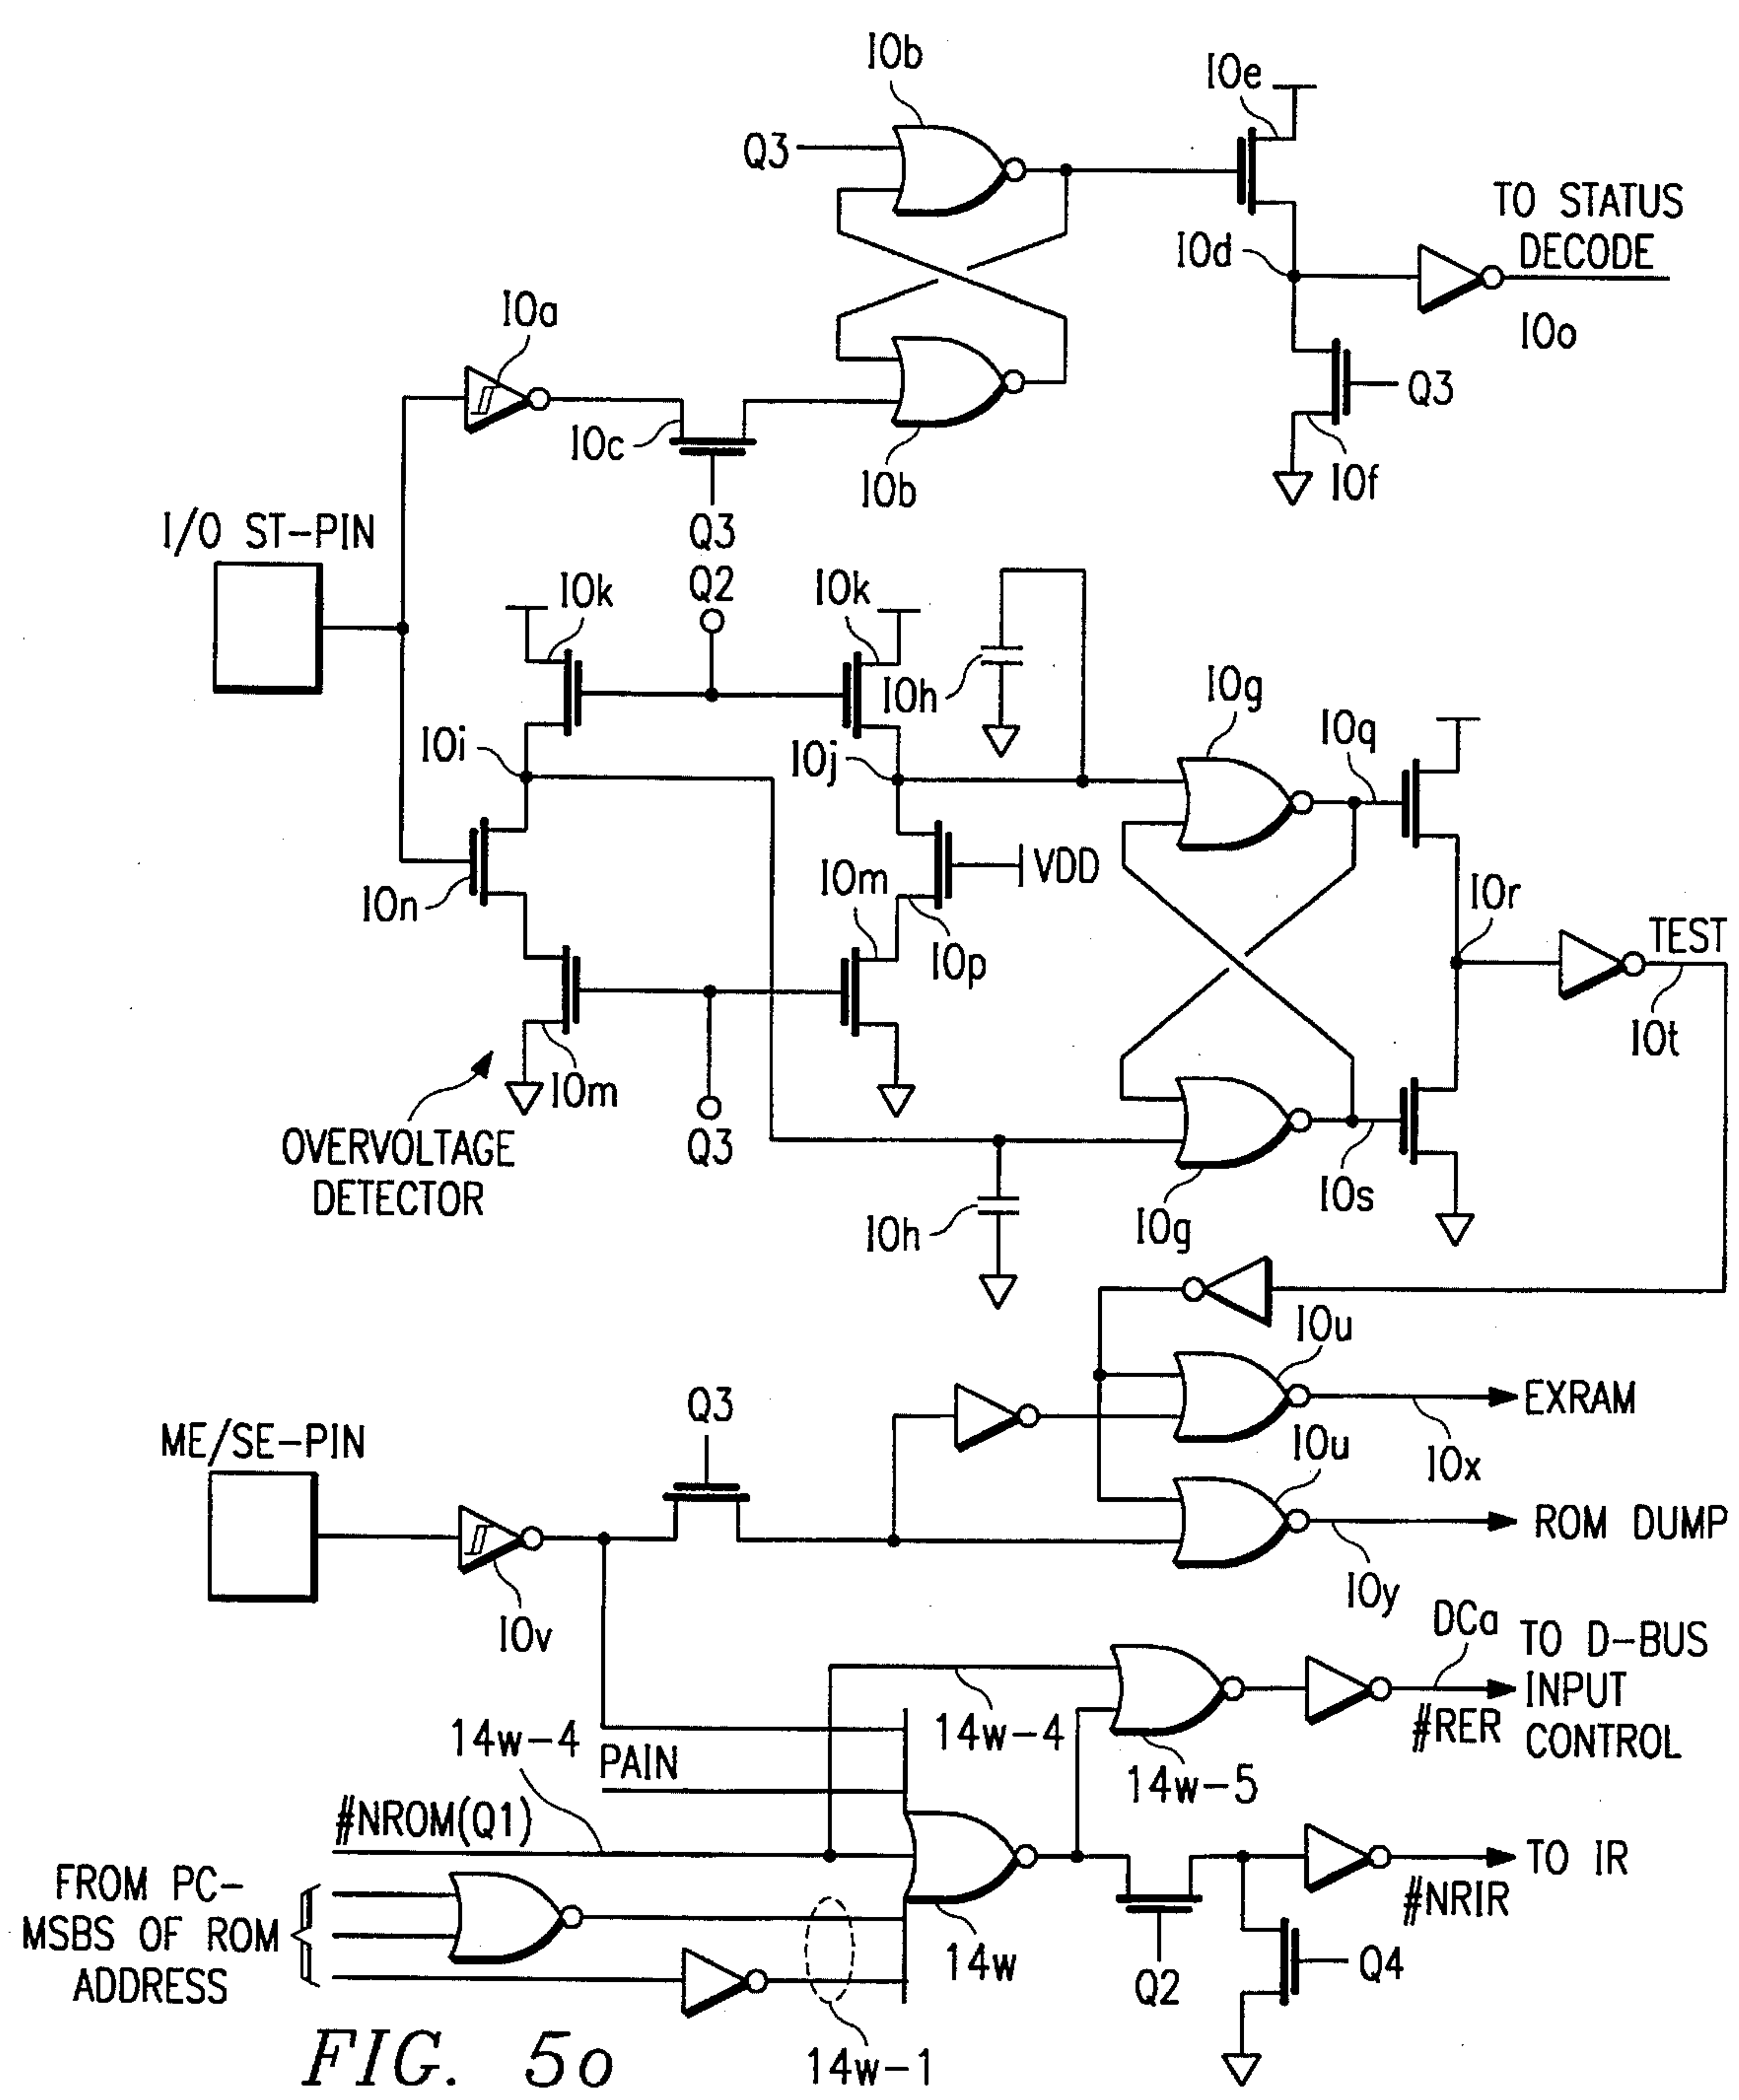 10b
10e
Q3
TO STATUS
DECODE
10d
10a
10o
Q3
10c
10b
10f
I/O ST-PIN
Q3
Q2
10k
10k
10h
10g
10q
10i
10j
VDD
10m
10r
10n
10p
TEST
10t
10m
OVERVOLTAGE
DETECTOR
Q3
10s
10h
10g
10u
Q3
EXRAM
ME/SE-PIN
10u
10x
ROM DUMP
10v
10y
DCa
TO D-BUS
INPUT
CONTROL
14w-4
14w-4
#RER
PAIN
14w-5
#NROM(Q1)
TO IR
#NRIR
FROM PC-
MSBS OF ROM
ADDRESS
14w
Q2
Q4
14w-1
FIG. 5o